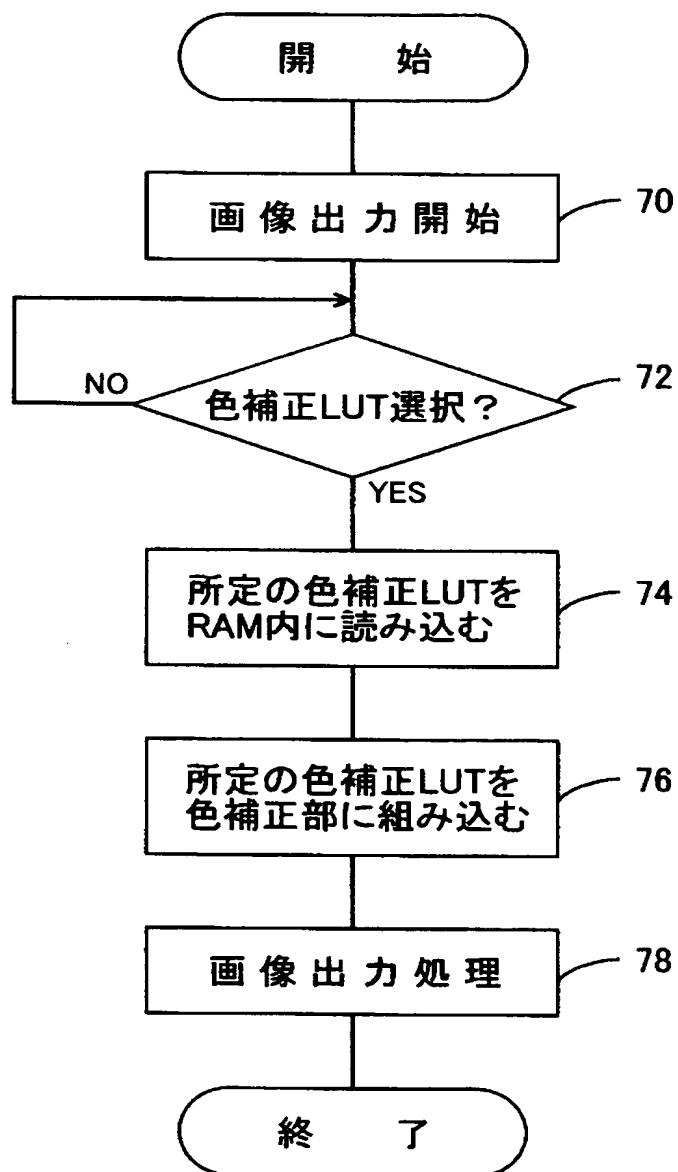 開始
画像出力開始
70
NO
色補正LUT選択？
72
YES
所定の色補正LUTを
RAM内に読み込む
74
所定の色補正LUTを
色補正部に組み込む
76
画像出力処理
78
終了